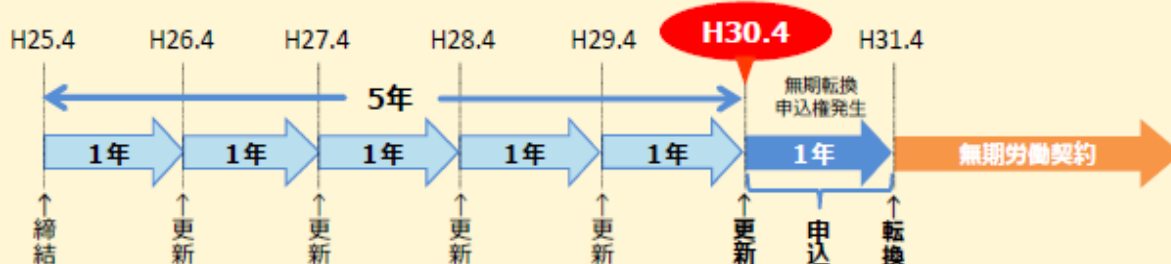 H25.4 H26.4 H27.4 H28.4 H29.4 H30.4 H31.4
5年
無期転換
申込権発生
1年 1年 1年 1年 1年 1年 無期労働契約
↑締結 ↑更新 ↑更新 ↑更新 ↑更新 ↑更新 申込 ↑転換